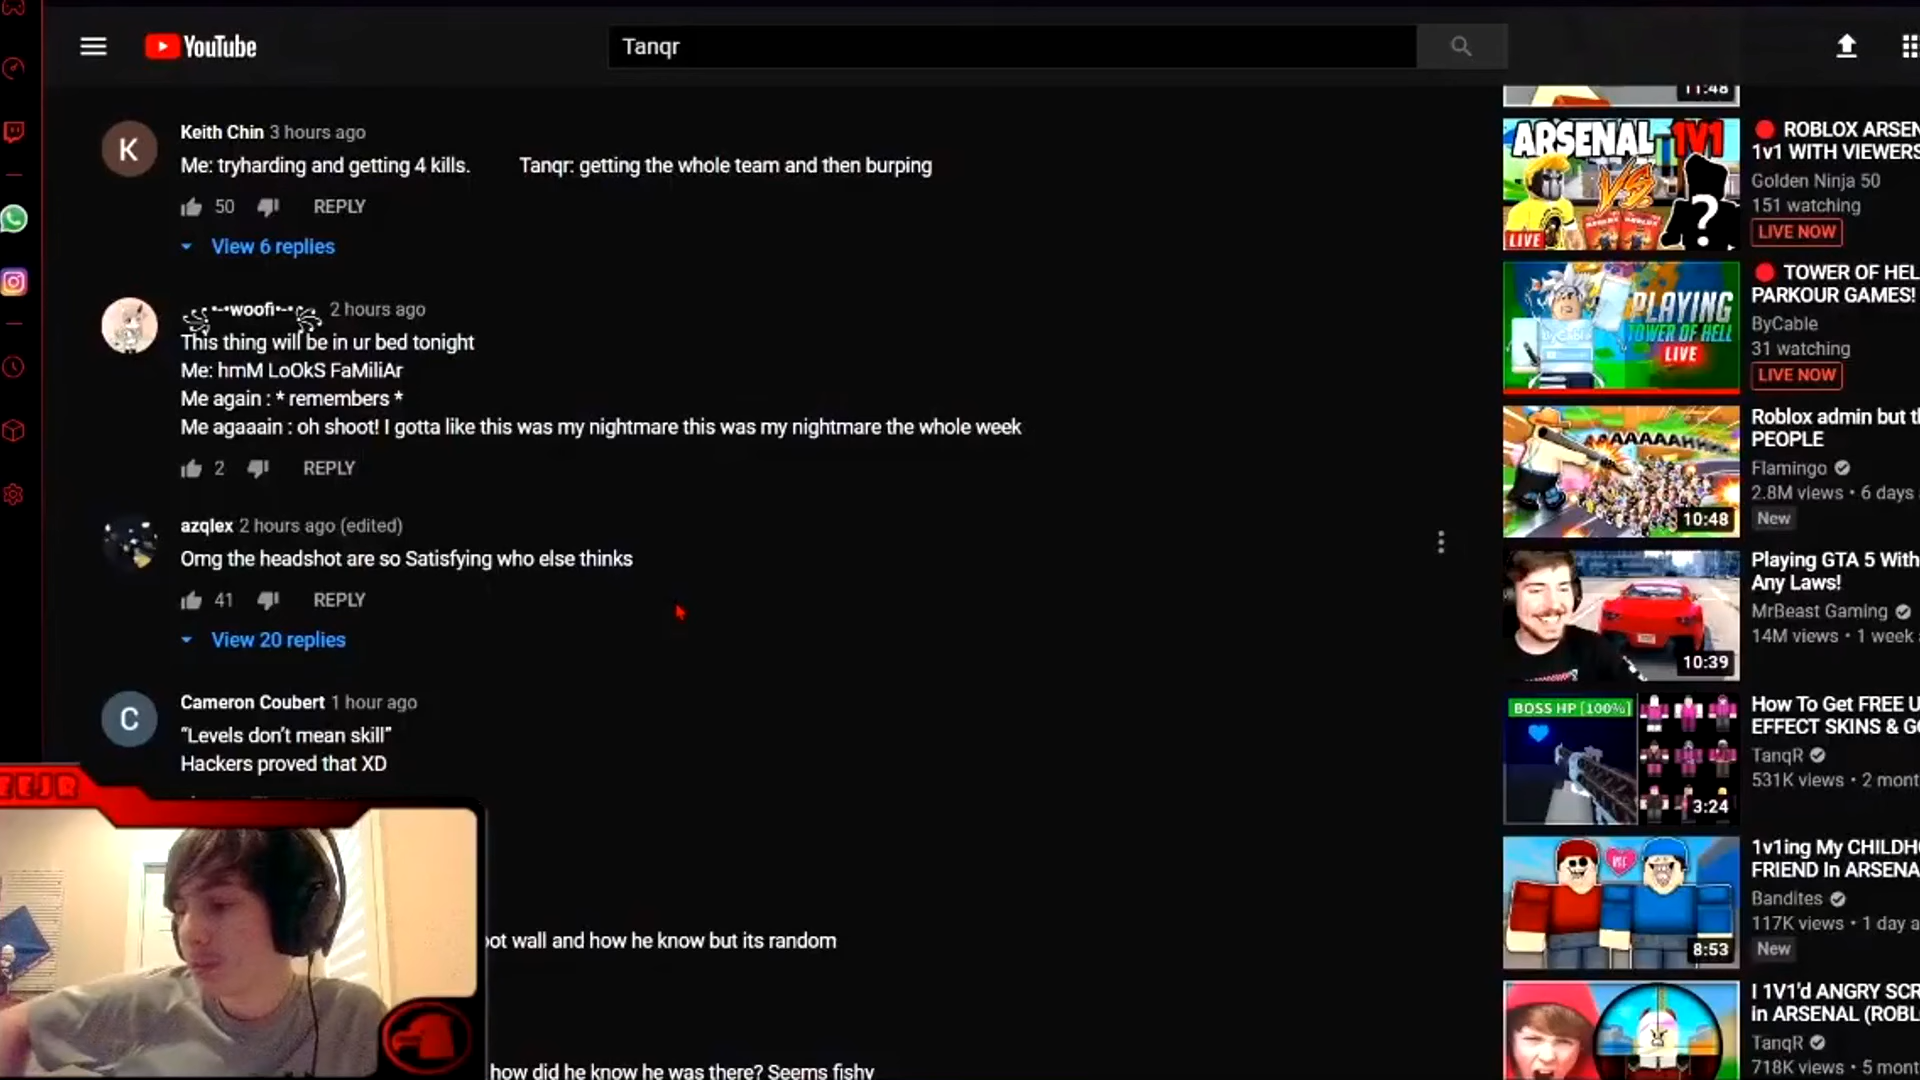 YouTube
Tanqr
Keith Chin 3 hours ago
Me: tryharding and getting 4 kills. Tanqr: getting the whole team and then burping
50 REPLY
View 6 replies
woofi 2 hours ago
This thing will be in ur bed tonight
Me: hmM LoOkS FaMiliAr
Me again : * remembers *
Me agaaain : oh shoot! I gotta like this was my nightmare this was my nightmare the whole week
2 REPLY
azqlex 2 hours ago (edited)
Omg the headshot are so Satisfying who else thinks
41 REPLY
View 20 replies
Cameron Coubert 1 hour ago
“Levels don’t mean skill”
Hackers proved that XD
oot wall and how he know but its random
how did he know he was there? Seems fishy
EEJR
11:48
ARSENAL 1V1
VS
?
LIVE
ROBLOX ARSEN
1v1 WITH VIEWERS
Golden Ninja 50
151 watching
LIVE NOW
PLAYING
TOWER OF HELL
LIVE
TOWER OF HEL
PARKOUR GAMES!
ByCable
31 watching
LIVE NOW
AAAAAAHH
10:48
Roblox admin but th
PEOPLE
Flamingo
2.8M views • 6 days
New
10:39
Playing GTA 5 With
Any Laws!
MrBeast Gaming
14M views • 1 week
BOSS HP [100%]
3:24
How To Get FREE U
EFFECT SKINS & G
TanqR
531K views • 2 mont
8:53
1v1ing My CHILDH
FRIEND In ARSENA
Bandites
117K views • 1 day a
New
I 1V1'd ANGRY SCR
in ARSENAL (ROBL
TanqR
718K views • 5 mont